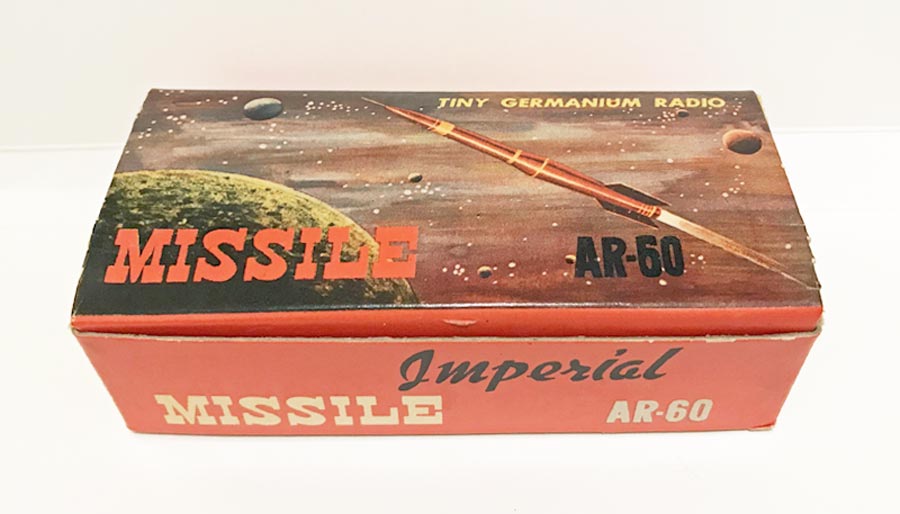 TINY GERMANIUM RADIO
MISSILE
AR-60
Imperial
MISSILE
AR-60